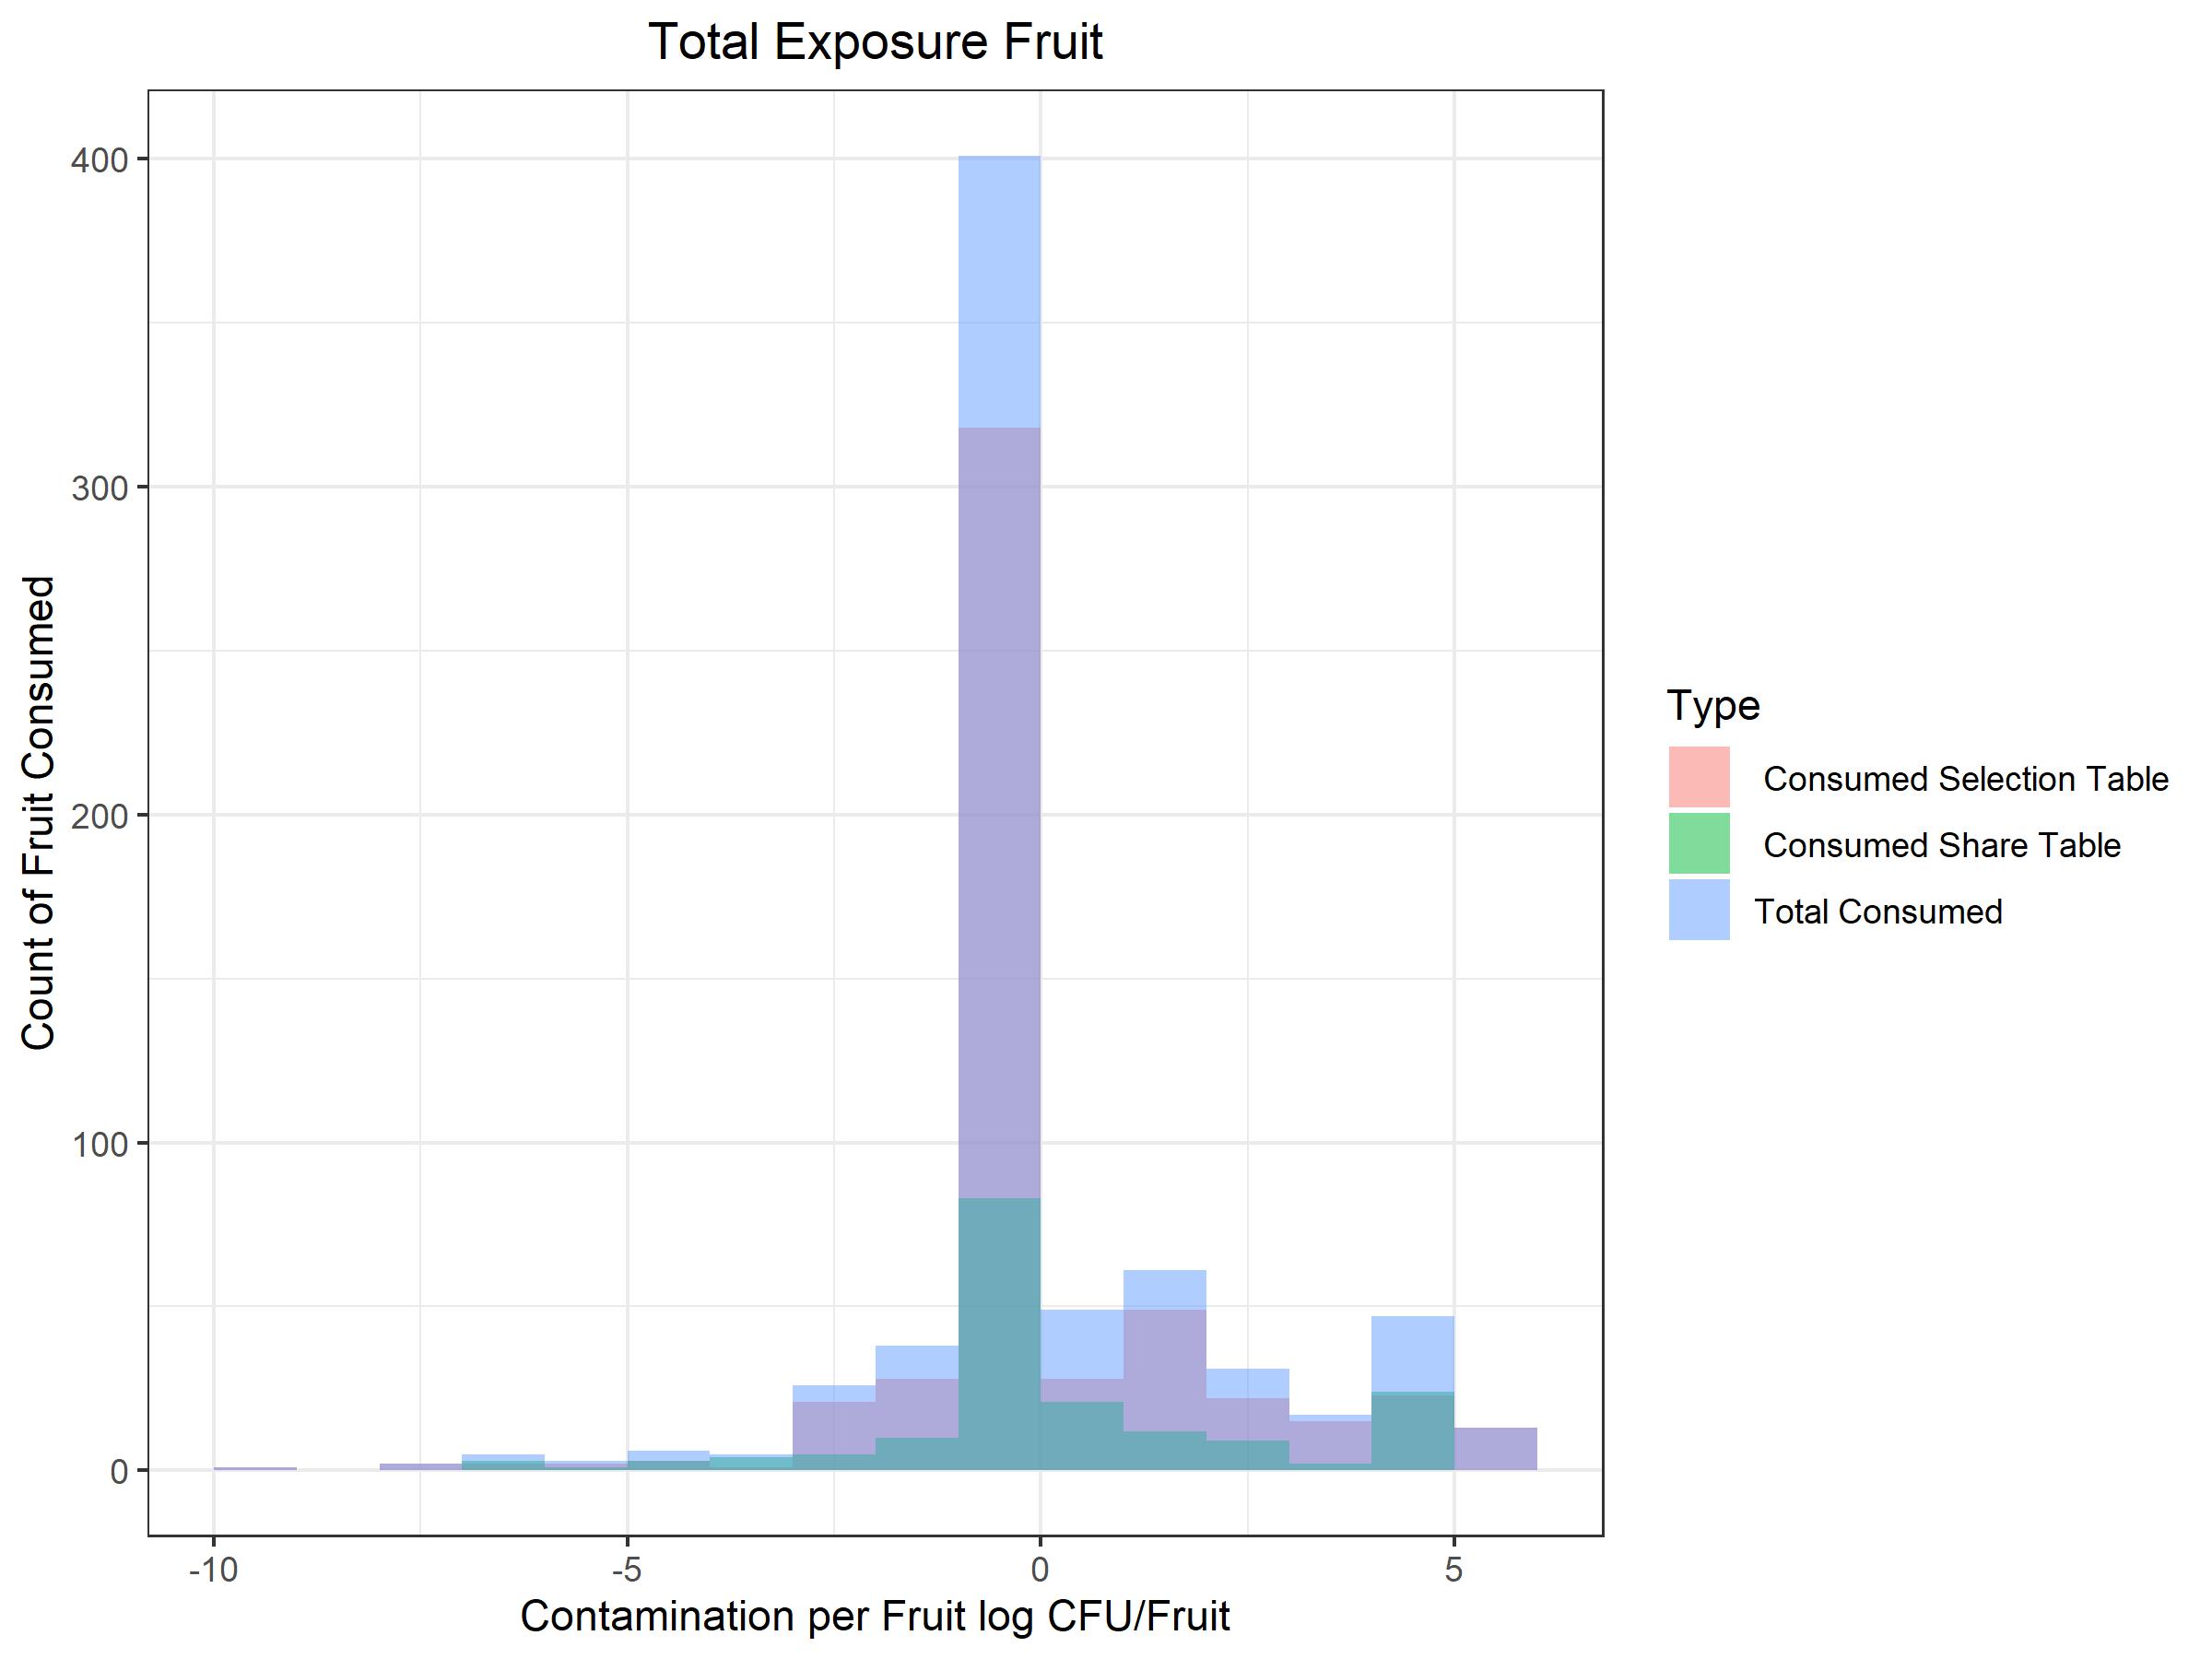 Total Exposure Fruit
Count of Fruit Consumed
400
300
200
100
0
-10
-5
0
5
Contamination per Fruit log CFU/Fruit
Type
Consumed Selection Table
Consumed Share Table
Total Consumed